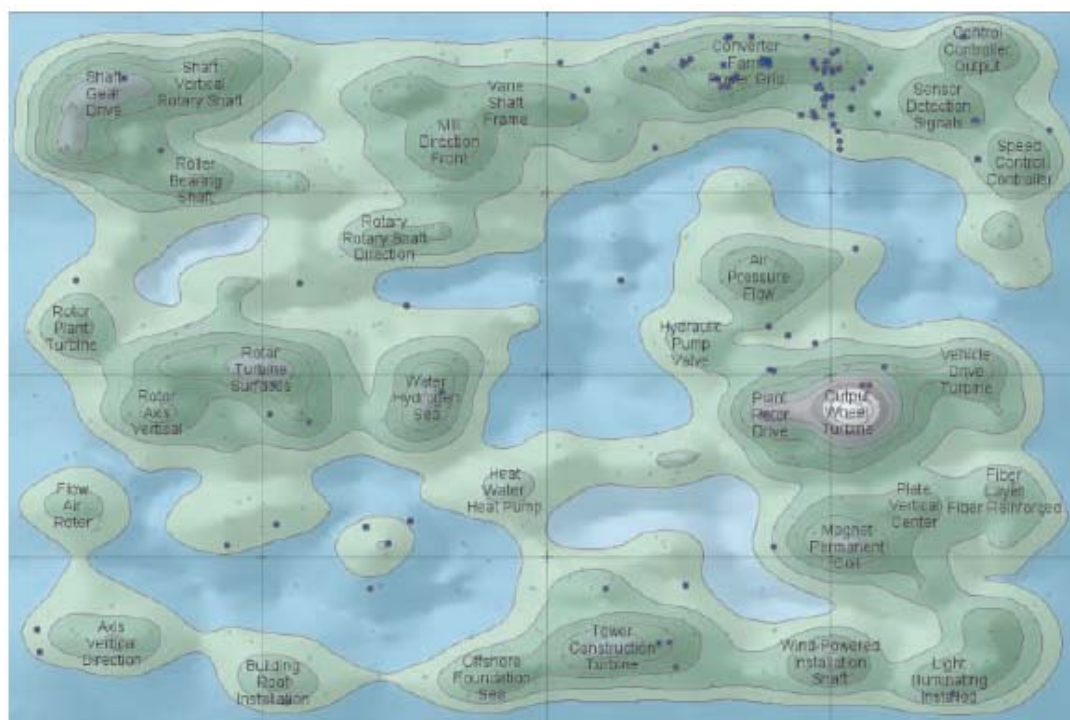 Shaft
Gear
Drive
Shaft
Vertical
Rotary Shaft
Roller
Bearing
Shaft
Vane
Shaft
Frame
Mill
Direction
Front
Converter
Farm
Power Grid
Control
Controller
Output
Sensor
Detection
Signals
Speed
Control
Controller
Rotary
Rotary Shaft
Direction
Air
Pressure
Flow
Rotor
Plant
Turbine
Hydraulic
Pump
Valve
Rotor
Turbine
Surfaces
Rotor
Axis
Vertical
Water
Hydrogen
Sea
Vehicle
Drive
Turbine
Plant
Rotor
Drive
Output
Wheel
Turbine
Flow
Air
Rotor
Heat
Water
Heat Pump
Plate
Vertical
Center
Fiber
Layer
Fiber Reinforced
Magnet
Permanent
Coil
Axis
Vertical
Direction
Building
Roof
Installation
Offshore
Foundation
Sea
Tower
Construction
Turbine
Wind-Powered
Installation
Shaft
Light
Illuminating